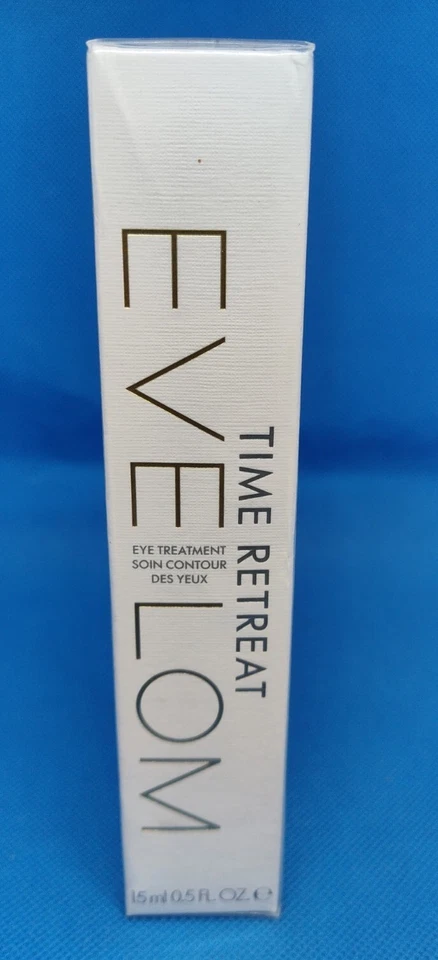 EVE LOM
TIME RETREAT
EYE TREATMENT
SOIN CONTOUR
DES YEUX
15 ml 0.5 FL. OZ. ℮